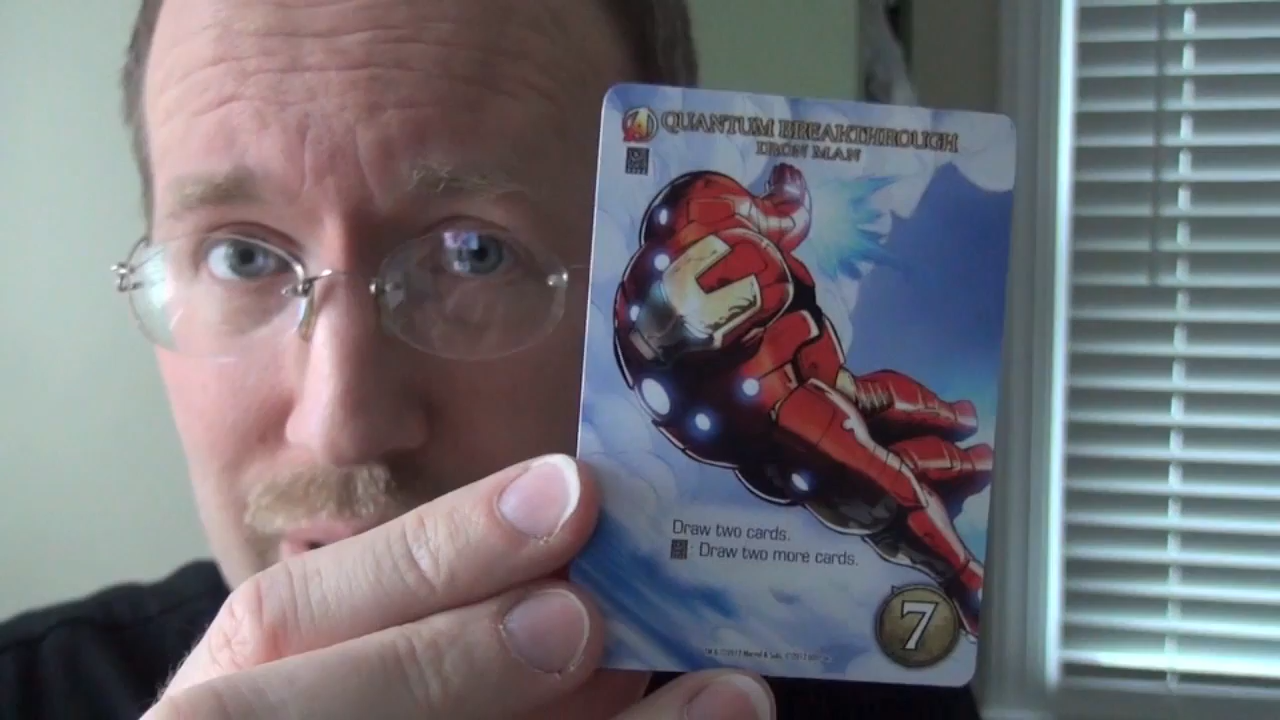 QUANTUM BREAKTHROUGH
IRON MAN
Draw two cards.
: Draw two more cards.
7